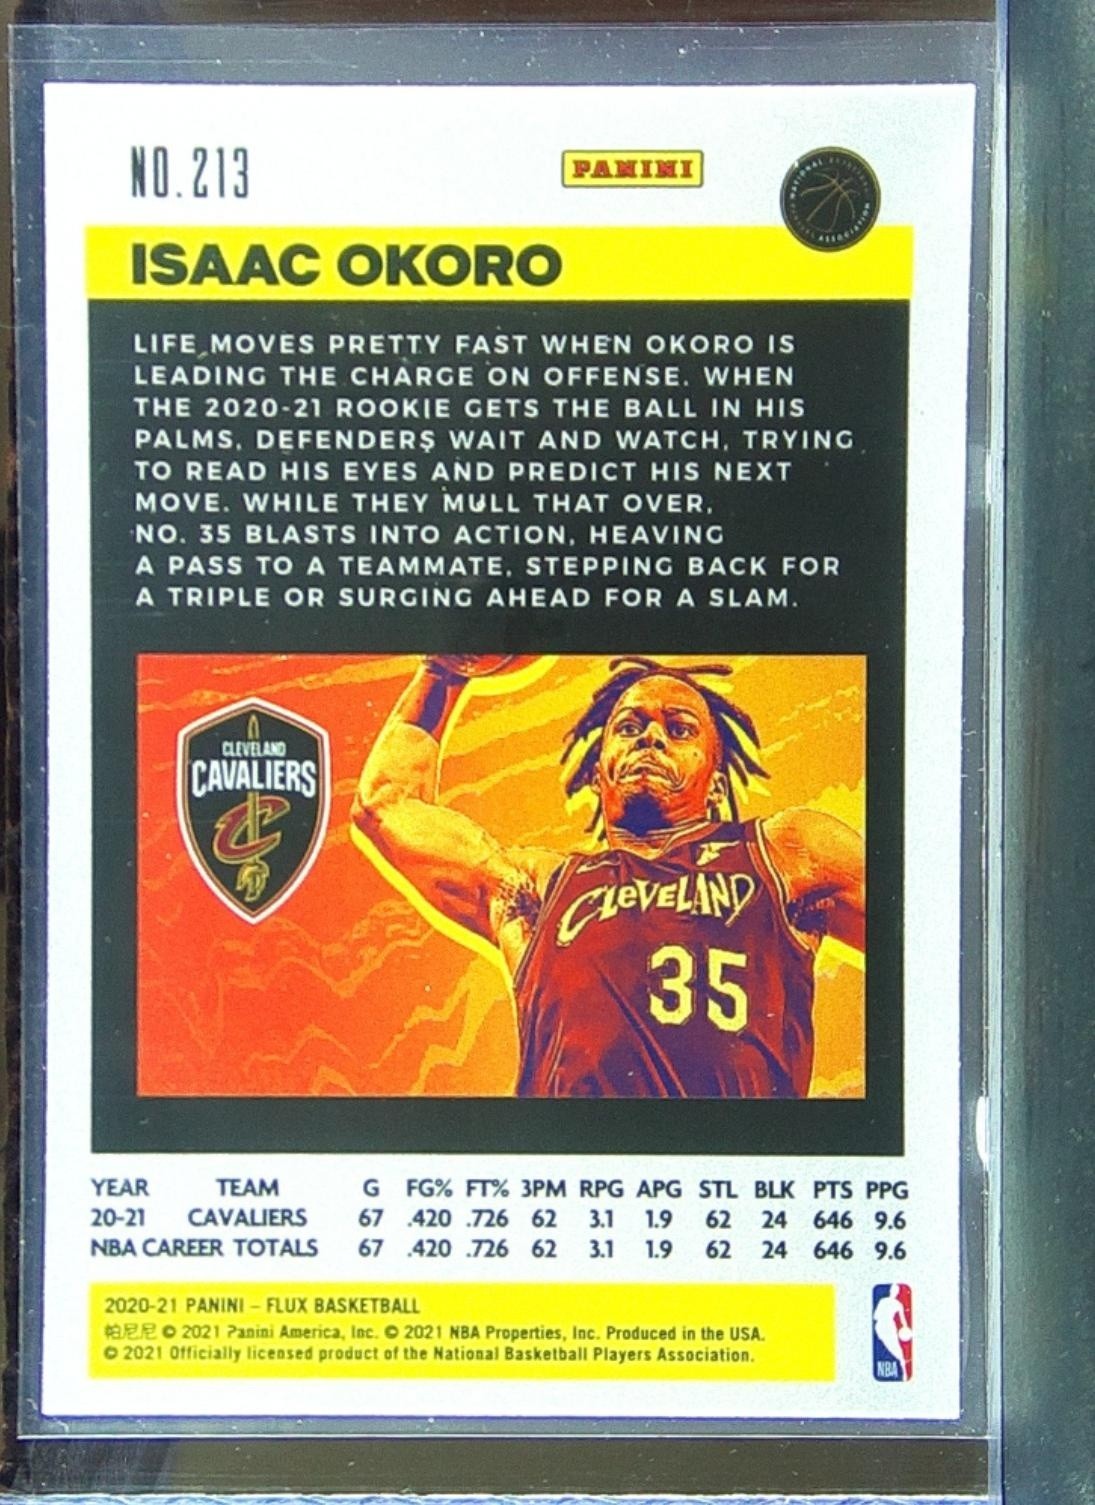 NO.213
PANINI
NATIONAL BASKETBALL ASSOCIATION
ISAAC OKORO
LIFE MOVES PRETTY FAST WHEN OKORO IS
LEADING THE CHARGE ON OFFENSE. WHEN
THE 2020-21 ROOKIE GETS THE BALL IN HIS
PALMS, DEFENDERS WAIT AND WATCH, TRYING
TO READ HIS EYES AND PREDICT HIS NEXT
MOVE. WHILE THEY MULL THAT OVER,
NO. 35 BLASTS INTO ACTION, HEAVING
A PASS TO A TEAMMATE, STEPPING BACK FOR
A TRIPLE OR SURGING AHEAD FOR A SLAM.
CLEVELAND
CAVALIERS
C
CLeVELAND
35
YEAR TEAM G FG% FT% 3PM RPG APG STL BLK PTS PPG
20-21 CAVALIERS 67 .420 .726 62 3.1 1.9 62 24 646 9.6
NBA CAREER TOTALS 67 .420 .726 62 3.1 1.9 62 24 646 9.6
2020-21 PANINI – FLUX BASKETBALL
帕尼尼 © 2021 Panini America, Inc. © 2021 NBA Properties, Inc. Produced in the USA.
© 2021 Officially licensed product of the National Basketball Players Association.
NBA